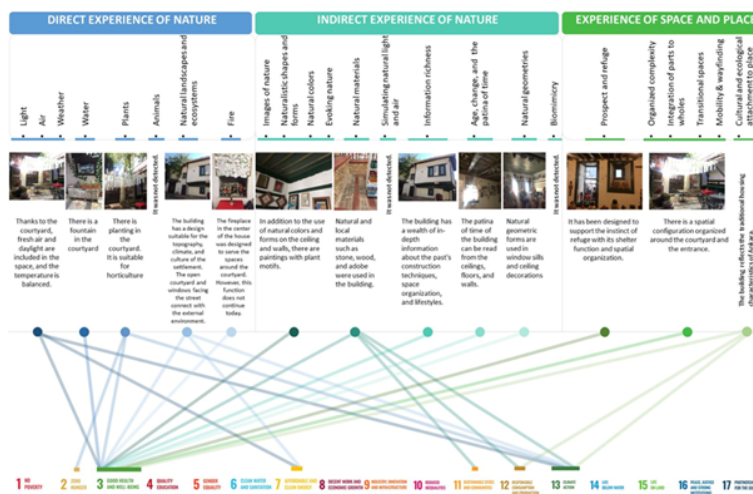 DIRECT EXPERIENCE OF NATURE
INDIRECT EXPERIENCE OF NATURE
EXPERIENCE OF SPACE AND PLACE
Light
Air
Weather
Water
Plants
Animals
Natural landscapes and
ecosystems
Fire
Images of nature
Naturalistic shapes and
forms
Natural colors
Evoking nature
Natural materials
Simulating natural light
and air
Information richness
Age, change, and the
patina of time
Natural geometries
Biomimicry
Prospect and refuge
Organized complexity
Integration of parts to
wholes
Transitional spaces
Mobility & wayfinding
Cultural and ecological
attachment to place
Thanks to the
courtyard,
fresh air and
daylight are
included in the
space, and the
temperature is
balanced.
There is a
fountain
in the
courtyard
There is
planting in
the
courtyard.
It is suitable
for
horticulture
It was not detected.
The building
has a design
suitable for the
topography,
climate, and
culture of the
settlement.
The open
courtyard and
windows facing
the street
connect with
the external
environment.
The fireplace
in the center
of the house
was designed
to serve the
spaces around
the courtyard.
However, this
function does
not continue
today.
In addition to the use
of natural colors and
forms on the ceiling
and walls, there are
paintings with plant
motifs.
Natural and
local
materials
such as
stone, wood,
and adobe
were used in
the building.
It was not detected.
The building has
a wealth of in-
depth
information
about the past's
construction
techniques,
space
organization,
and lifestyles.
The patina of
time of the
building can
be read from
the ceilings,
floors, and
walls.
Natural
geometric
forms are
used in
window sills
and ceiling
decorations
It was not detected.
It has been designed
to support the instinct
of refuge with its shelter
function and spatial
organization.
There is a spatial
configuration organized
around the courtyard
and the entrance.
The building reflects the traditional housing
characteristics of Ankara.
1 NO
POVERTY
2 ZERO
HUNGER
3 GOOD HEALTH
AND WELL-BEING
4 QUALITY
EDUCATION
5 GENDER
EQUALITY
6 CLEAN WATER
AND SANITATION
7 AFFORDABLE AND
CLEAN ENERGY
8 DECENT WORK AND
ECONOMIC GROWTH
9 INDUSTRY, INNOVATION
AND INFRASTRUCTURE
10 REDUCED
INEQUALITIES
11 SUSTAINABLE CITIES
AND COMMUNITIES
12 RESPONSIBLE
CONSUMPTION
AND PRODUCTION
13 CLIMATE
ACTION
14 LIFE
BELOW WATER
15 LIFE
ON LAND
16 PEACE, JUSTICE
AND STRONG
INSTITUTIONS
17 PARTNERSHIPS
FOR THE GOALS